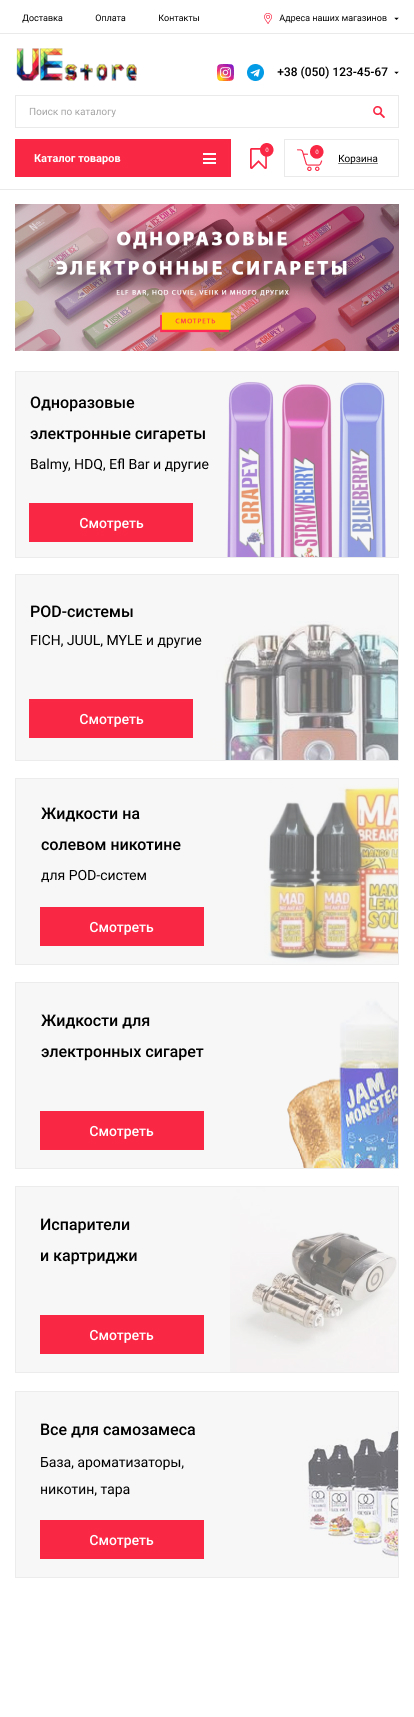 Доставка Оплата Контакты Адреса наших магазинов
UEstore
+38 (050) 123-45-67
Поиск по каталогу
Каталог товаров
0
0
Корзина
ОДНОРАЗОВЫЕ
ЭЛЕКТРОННЫЕ СИГАРЕТЫ
ELF BAR, HQD CUVIE, VEIIK И МНОГО ДРУГИХ
СМОТРЕТЬ
Одноразовые
электронные сигареты
Balmy, HDQ, Efl Bar и другие
Смотреть
GRAPEY
STRAWBERRY
BLUEBERRY
POD-системы
FICH, JUUL, MYLE и другие
Смотреть
Жидкости на
солевом никотине
для POD-систем
Смотреть
MAD
MAD
MA
BREAKF
MANGO LE
MANG
LEMO
SOU
Жидкости для
электронных сигарет
Смотреть
JAM
MONSTER
Испарители
и картриджи
Смотреть
Все для самозамеса
База, ароматизаторы,
никотин, тара
Смотреть